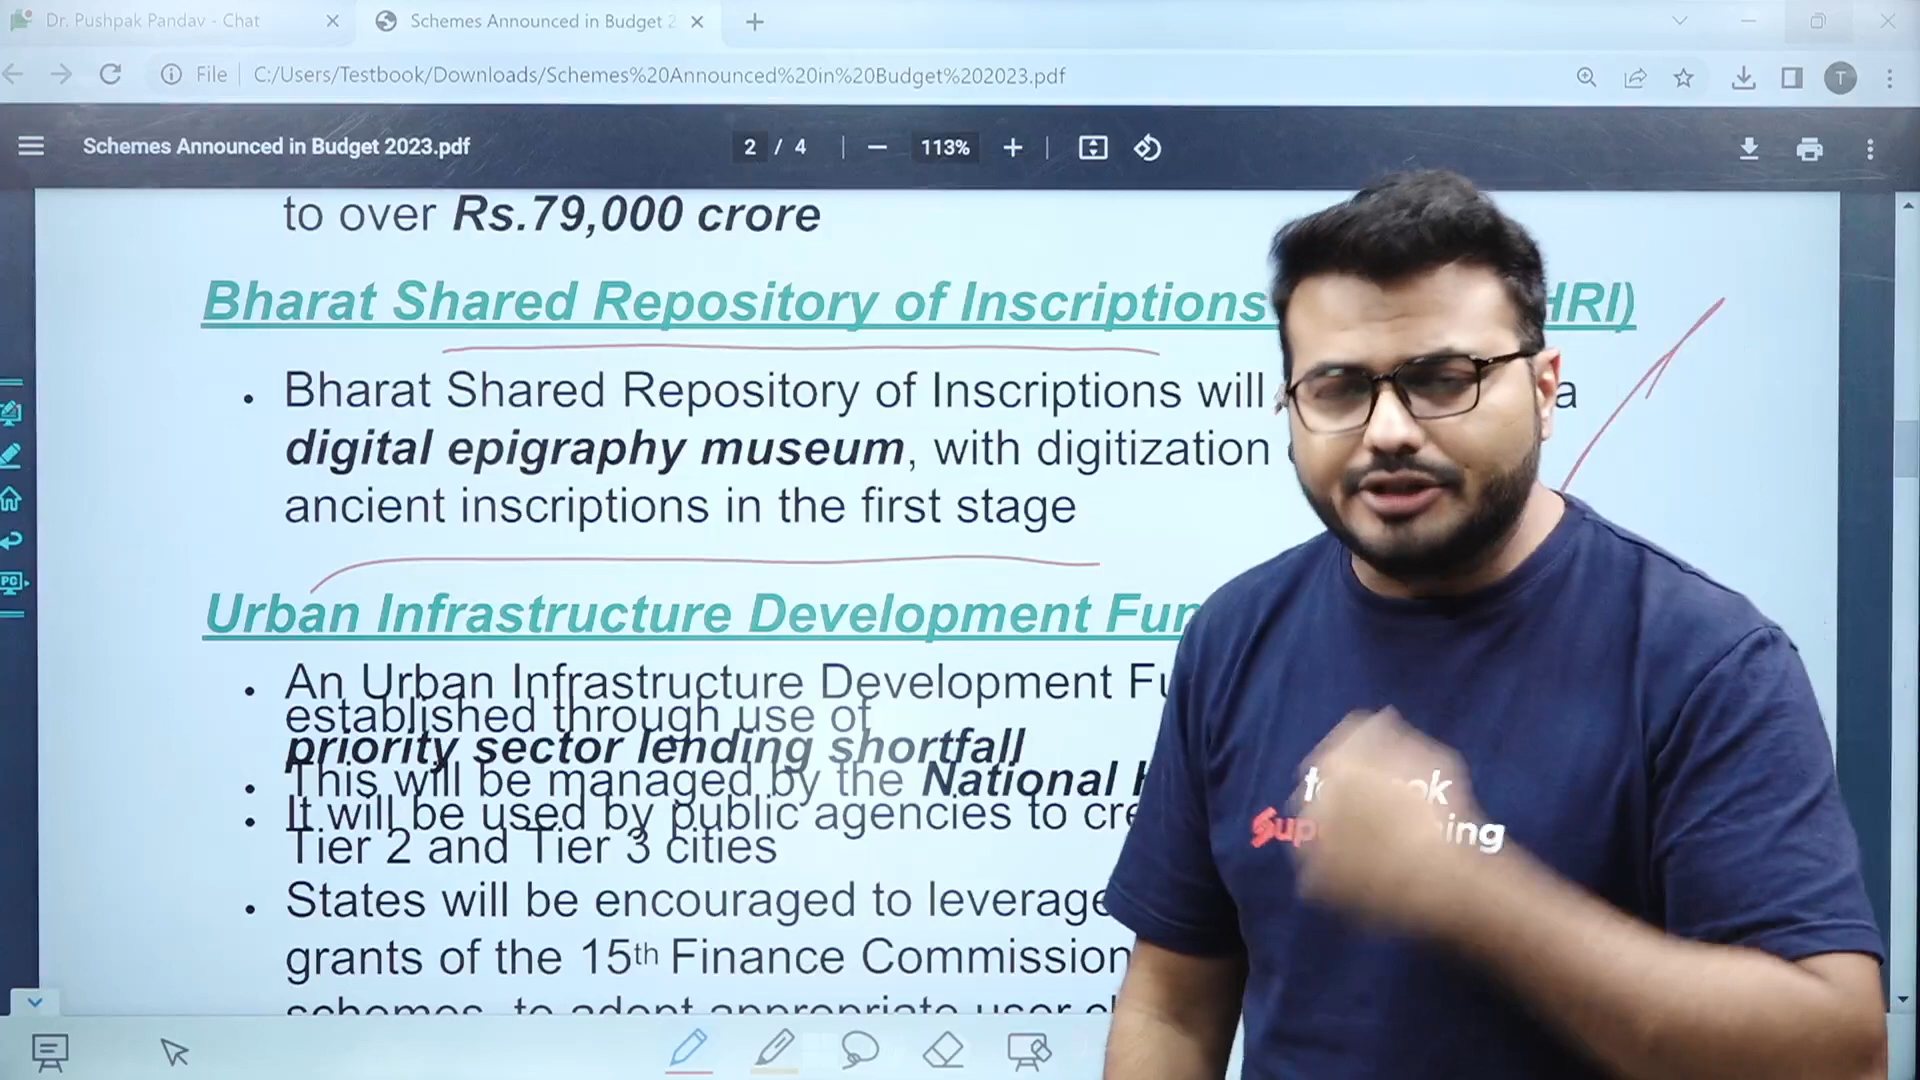 Dr. Pushpak Pandav - Chat
Schemes Announced in Budget 2
File
C:/Users/Testbook/Downloads/Schemes%20Announced%20in%20Budget%202023.pdf
T
Schemes Announced in Budget 2023.pdf
2 / 4
113%
to over Rs.79,000 crore
Bharat Shared Repository of Inscriptions HRI)
Bharat Shared Repository of Inscriptions will a
digital epigraphy museum, with digitization
ancient inscriptions in the first stage
Urban Infrastructure Development Fun
An Urban Infrastructure Development Fu
established through use of
priority sector lending shortfall
This will be managed by the National H
It will be used by public agencies to cre
Tier 2 and Tier 3 cities
States will be encouraged to leverage
grants of the 15th Finance Commission
schemes, to adopt appropriate user
PC